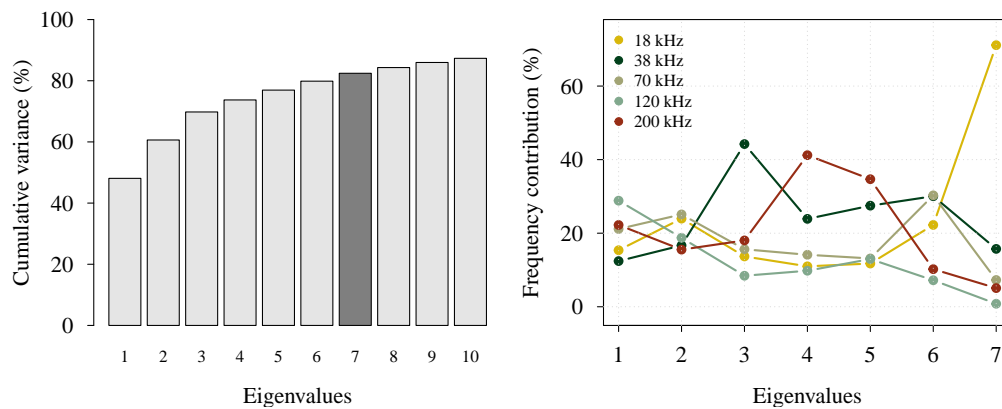 Cumulative variance (%)
100
80
60
40
20
0
1 2 3 4 5 6 7 8 9 10
Eigenvalues
Frequency contribution (%)
60
40
20
0
18 kHz
38 kHz
70 kHz
120 kHz
200 kHz
1 2 3 4 5 6 7
Eigenvalues